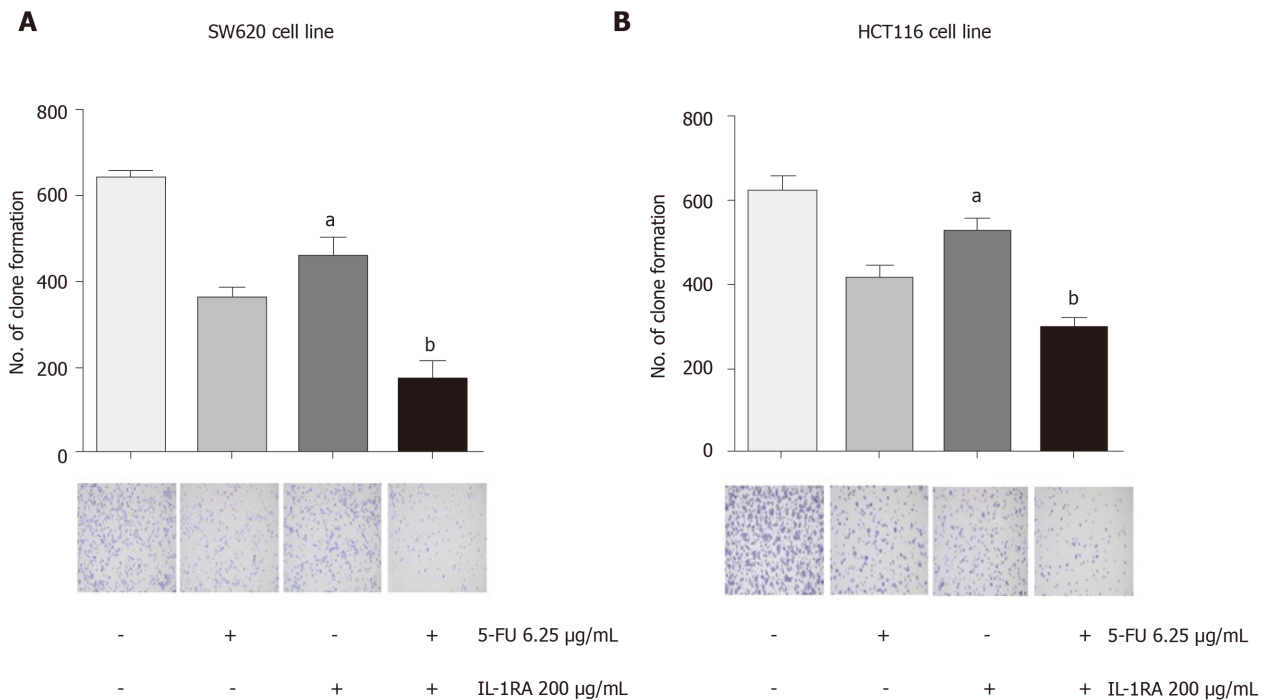 A
SW620 cell line
No. of clone formation
800
600
400
200
0
a
b
- + - + 5-FU 6.25 µg/mL
- - + + IL-1RA 200 µg/mL
B
HCT116 cell line
No. of clone formation
800
600
400
200
0
a
b
- + - + 5-FU 6.25 µg/mL
- - + + IL-1RA 200 µg/mL